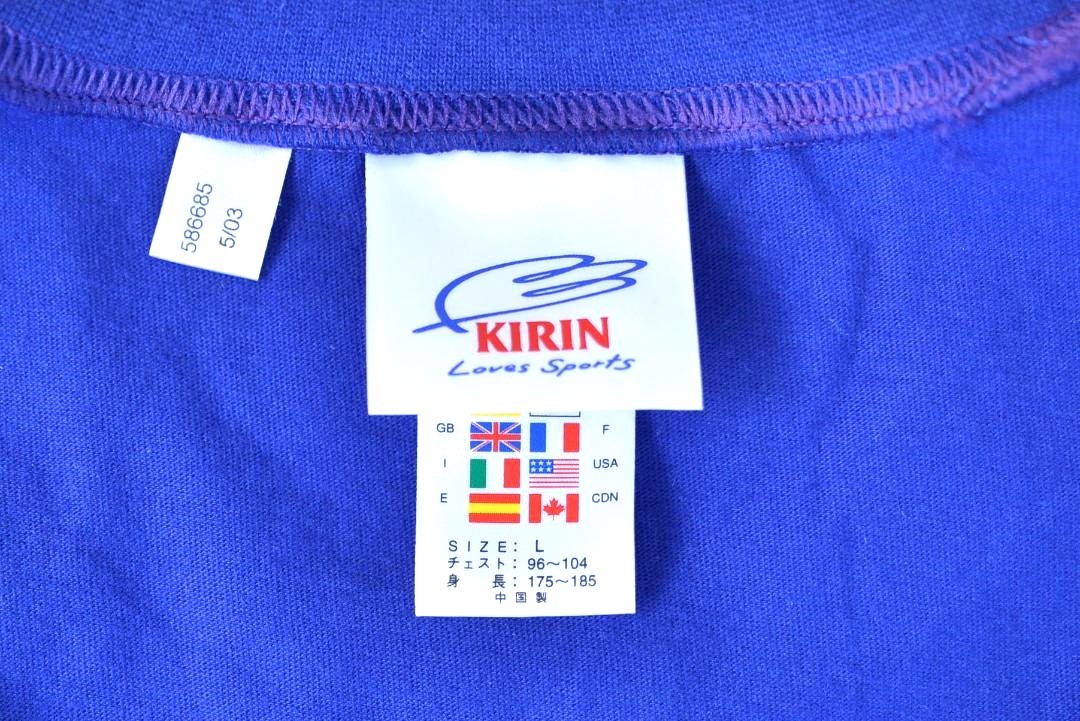 586685
5/03
KIRIN
Loves Sports
GB F
I USA
E CDN
SIZE: L
チェスト: 96～104
身 長: 175～185
中国製